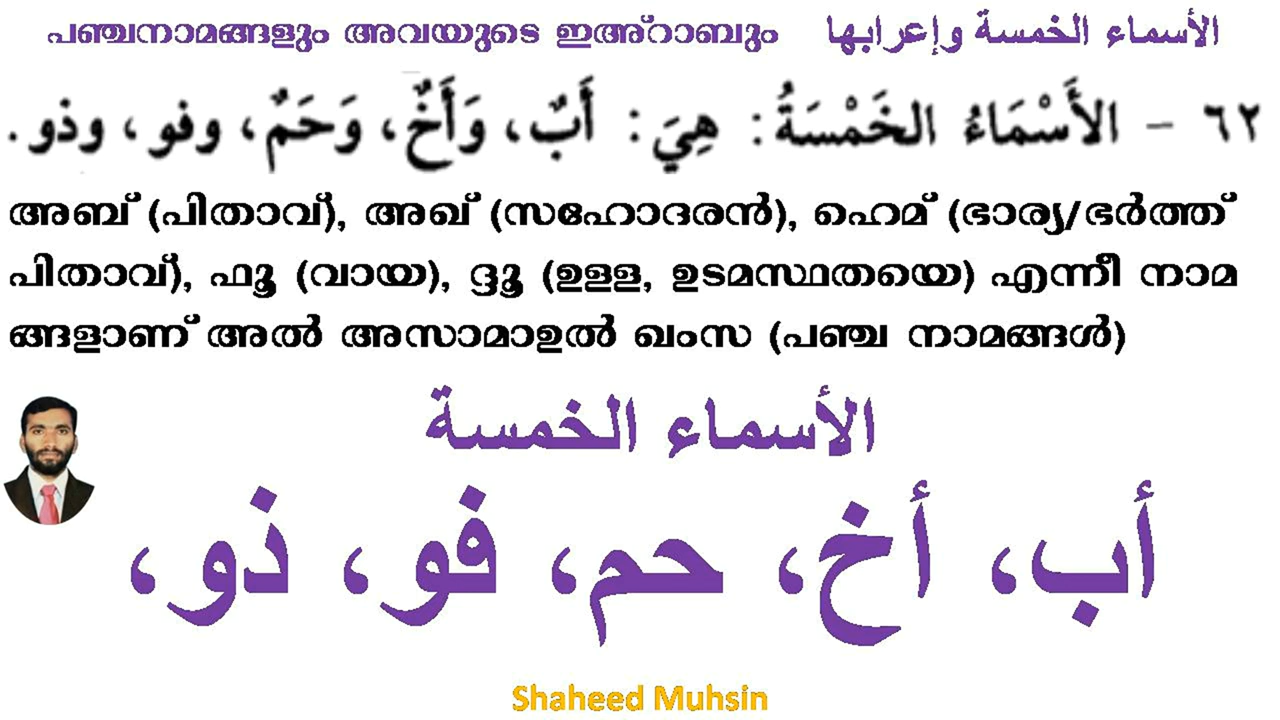 പഞ്ചനാമങ്ങളും അവയുടെ ഇഅ്റാബും الأسماء الخمسة وإعرابها
٦٢ - الأَسْمَاءُ الخَمْسَةُ: هِيَ: أَبٌ، وَأَخٌ، وَحَمٌ، وفو، وذو.
അബ് (പിതാവ്), അഖ് (സഹോദരൻ), ഹെമ് (ഭാര്യ/ഭർത്ത്
പിതാവ്), ഫൂ (വായ), ദ്ദൂ (ഉള്ള, ഉടമസ്ഥതയെ) എന്നീ നാമ
ങ്ങളാണ് അൽ അസാമാഉൽ ഖംസ (പഞ്ച നാമങ്ങൾ)
الأسماء الخمسة
أب، أخ، حم، فو، ذو،
Shaheed Muhsin